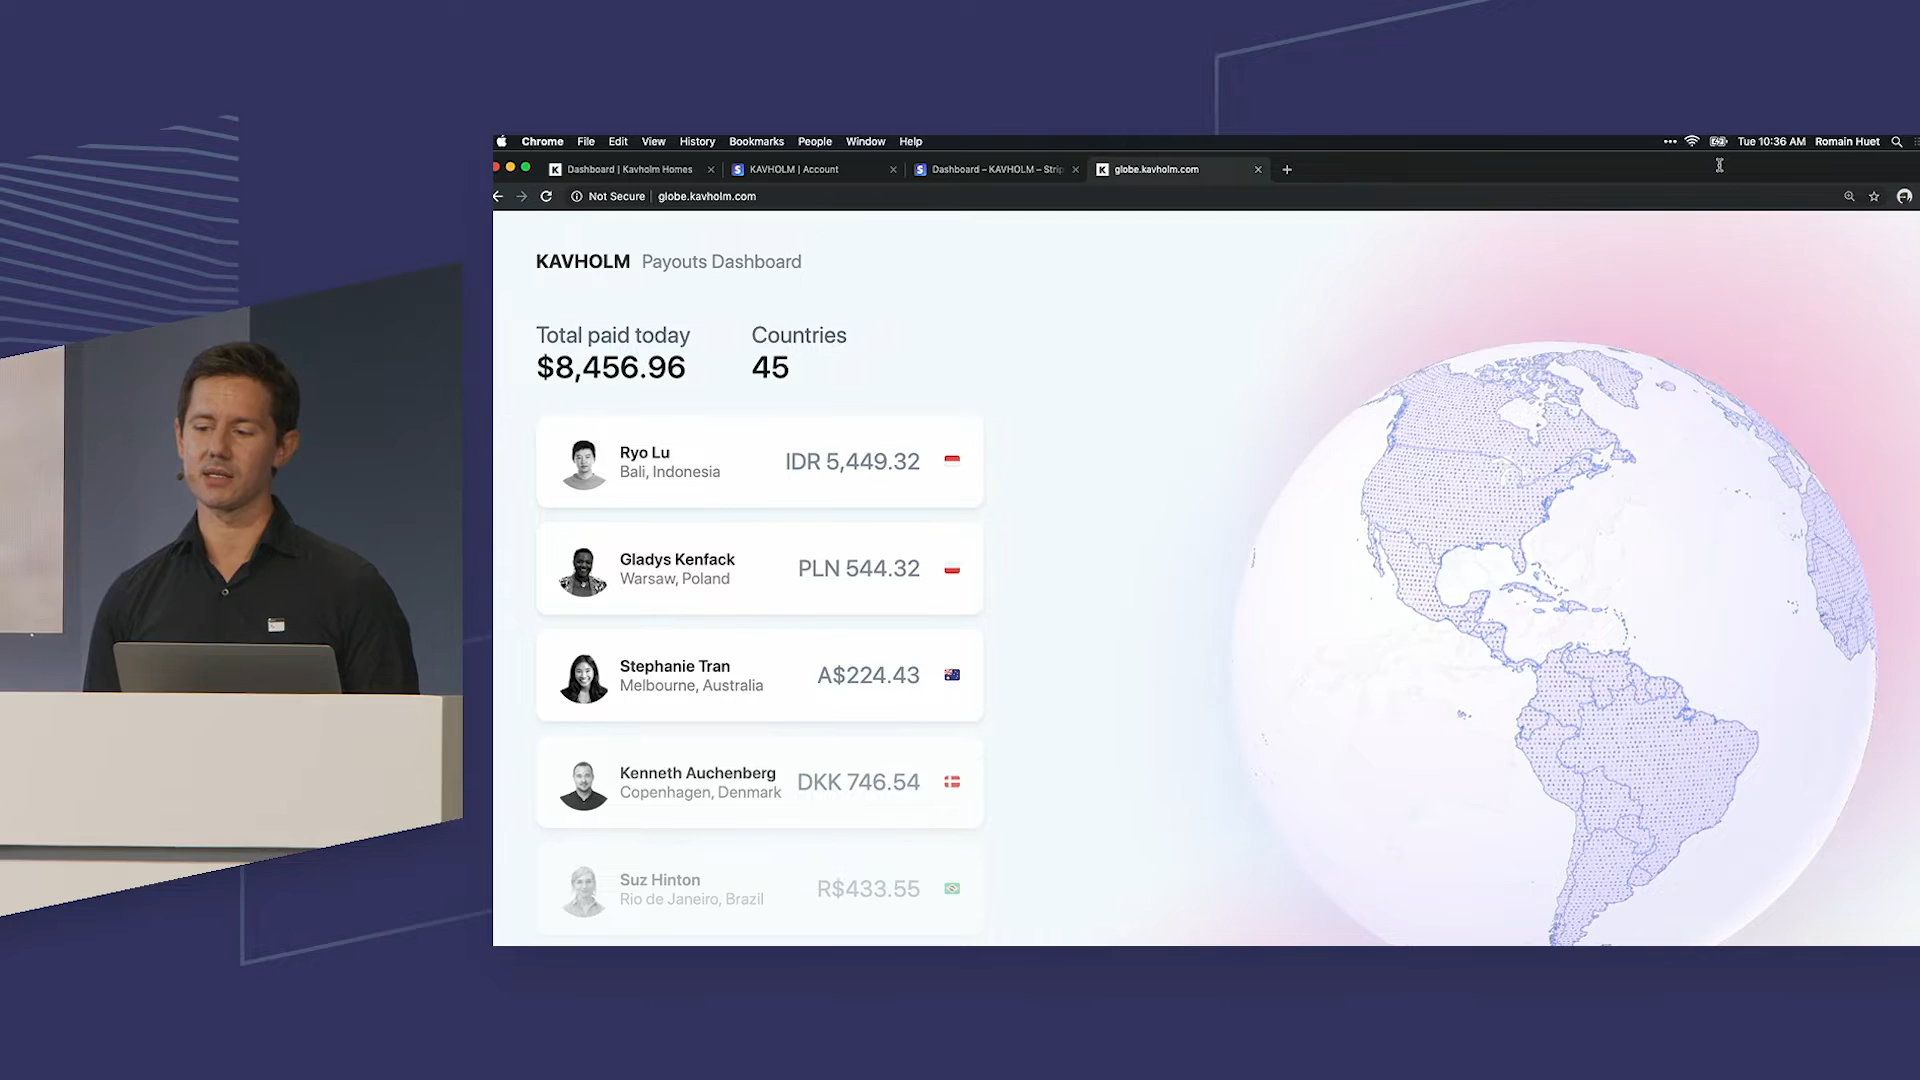 Chrome File Edit View History Bookmarks People Window Help
Tue 10:36 AM Romain Huet
Dashboard | Kavholm Homes
KAVHOLM | Account
Dashboard – KAVHOLM – Strip
globe.kavholm.com
Not Secure | globe.kavholm.com
KAVHOLM Payouts Dashboard
Total paid today
$8,456.96
Countries
45
Ryo Lu
Bali, Indonesia
IDR 5,449.32
Gladys Kenfack
Warsaw, Poland
PLN 544.32
Stephanie Tran
Melbourne, Australia
A$224.43
Kenneth Auchenberg
Copenhagen, Denmark
DKK 746.54
Suz Hinton
Rio de Janeiro, Brazil
R$433.55